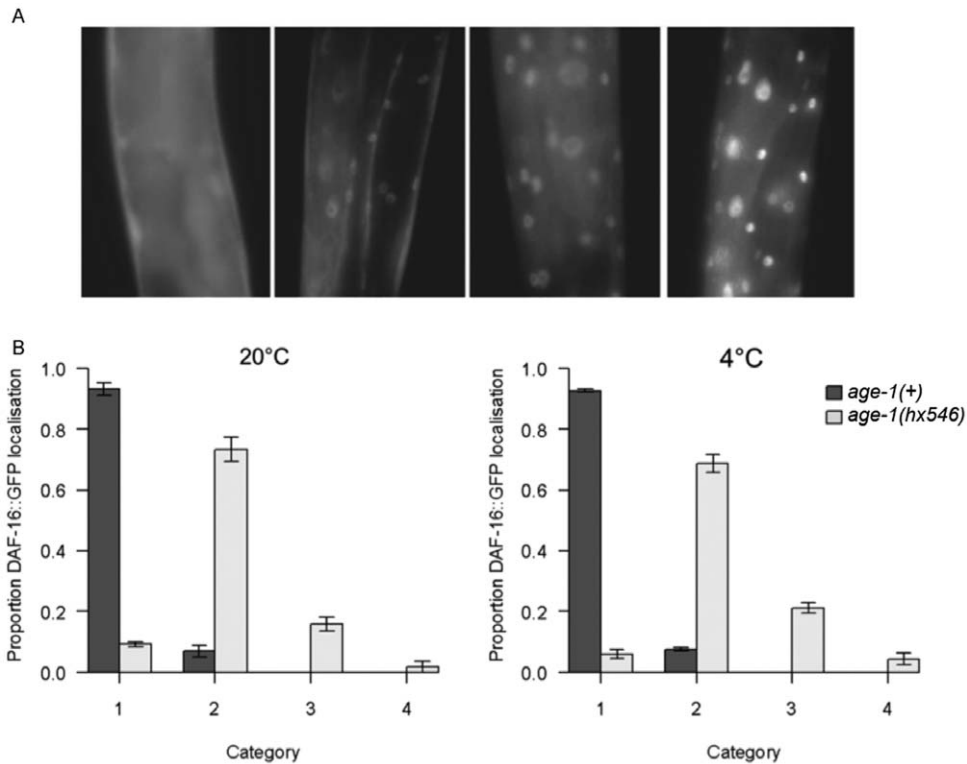 A
B
20°C
Proportion DAF-16::GFP localisation
1.0
0.8
0.6
0.4
0.2
0.0
1 2 3 4
Category
4°C
Proportion DAF-16::GFP localisation
1.0
0.8
0.6
0.4
0.2
0.0
1 2 3 4
Category
age-1(+)
age-1(hx546)